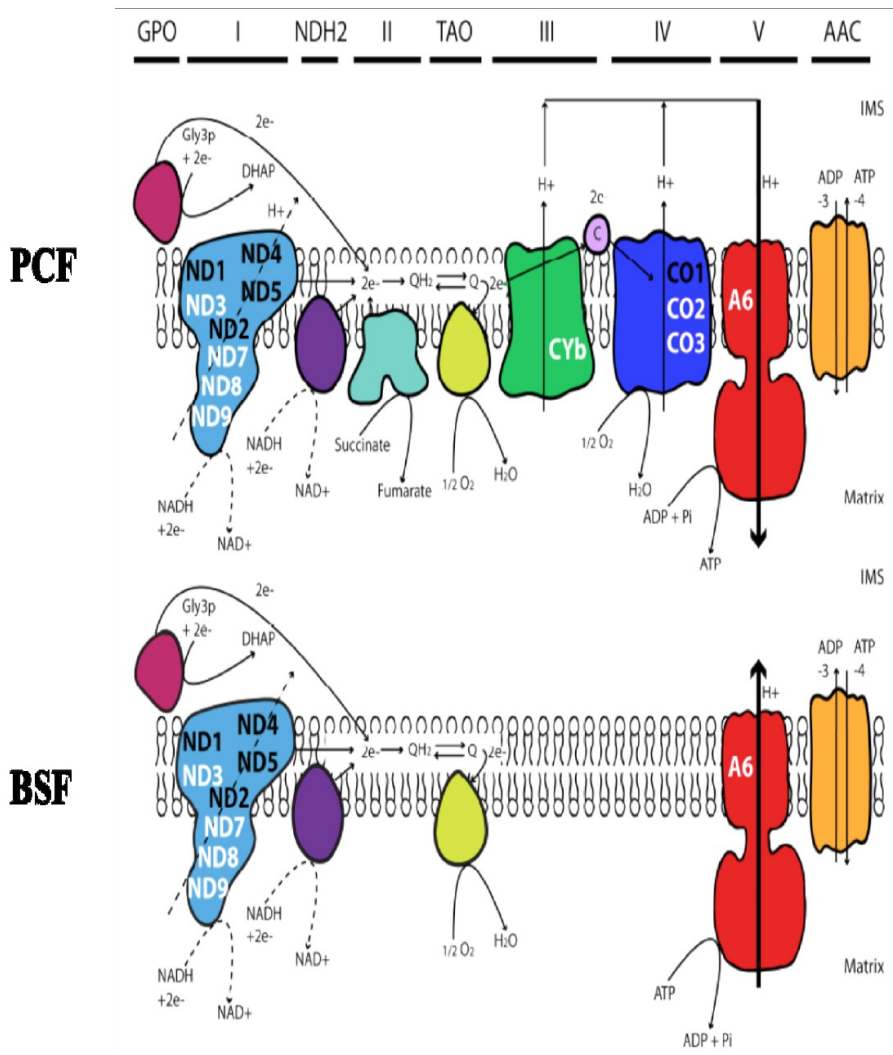 GPO I NDH2 II TAO III IV V AAC
IMS
2e-
Gly3p
+ 2e-
DHAP
H+
H+
2c
H+
H+
ADP ATP
-3 -4
PCF
C
ND1 ND4
ND3 ND5
ND2
ND7
ND8
ND9
2e- QH2 Q 2e-
CYb
CO1
CO2
CO3
A6
NADH
+2e-
NAD+
NADH
+2e-
NAD+
Succinate
Fumarate
1/2 O2
H2O
1/2 O2
H2O
ADP + Pi
ATP
Matrix
IMS
2e-
Gly3p
+ 2e-
DHAP
ADP ATP
-3 -4
H+
BSF
ND1 ND4
ND3 ND5
ND2
ND7
ND8
ND9
2e- QH2 Q 2e-
A6
NADH
+2e-
NAD+
NADH
+2e-
NAD+
1/2 O2
H2O
Matrix
ATP
ADP + Pi